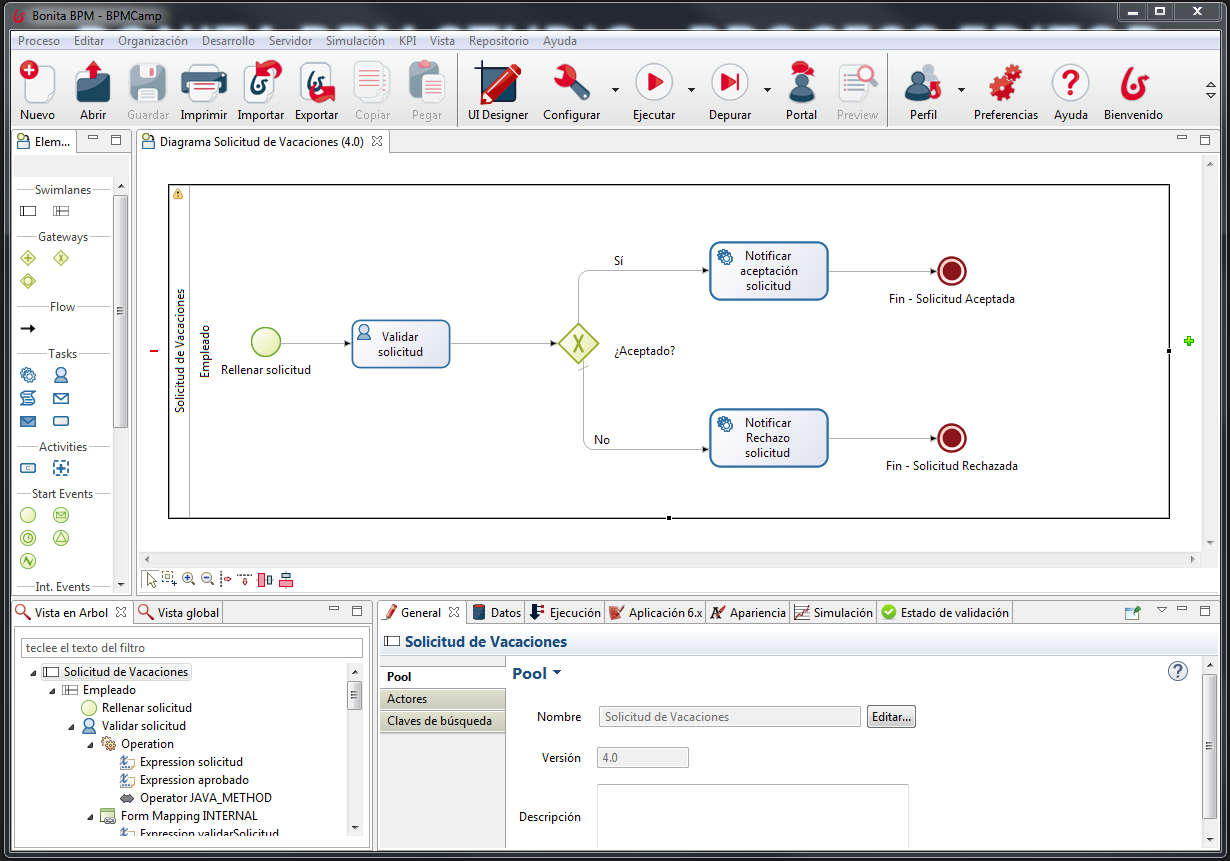 Bonita BPM - BPMCamp
Proceso Editar Organización Desarrollo Servidor Simulación KPI Vista Repositorio Ayuda
Nuevo Abrir Guardar Imprimir Importar Exportar Copiar Pegar UI Designer Configurar Ejecutar Depurar Portal Preview Perfil Preferencias Ayuda Bienvenido
Elem...
Diagrama Solicitud de Vacaciones (4.0)
Swimlanes
Gateways
Flow
Tasks
Activities
Start Events
Int. Events
Solicitud de Vacaciones
Empleado
Rellenar solicitud
Validar
solicitud
¿Aceptado?
Sí
No
Notificar
aceptación
solicitud
Fin - Solicitud Aceptada
Notificar
Rechazo
solicitud
Fin - Solicitud Rechazada
Vista en Arbol Vista global
teclee el texto del filtro
Solicitud de Vacaciones
Empleado
Rellenar solicitud
Validar solicitud
Operation
Expression solicitud
Expression aprobado
Operator JAVA_METHOD
Form Mapping INTERNAL
Expression validarSolicitud
General Datos Ejecución Aplicación 6.x Apariencia Simulación Estado de validación
Solicitud de Vacaciones
Pool
Actores
Claves de búsqueda
Pool
Nombre Solicitud de Vacaciones Editar...
Versión 4.0
Descripción